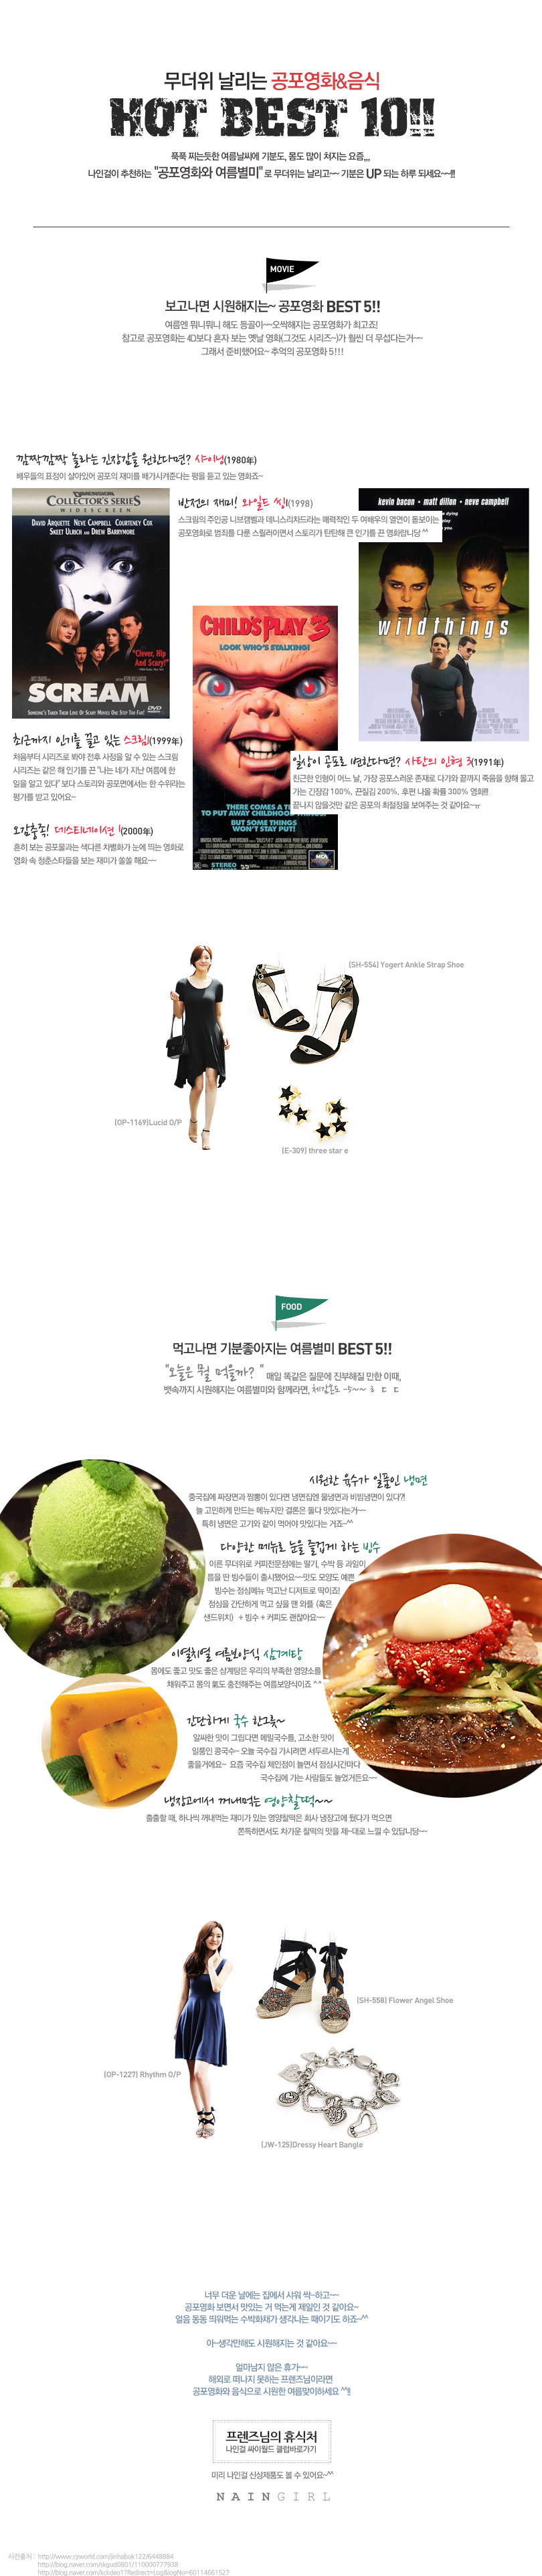 무더위 날리는 공포영화&음식
HOT BEST 10!!
푹푹 찌는듯한 여름날씨에 기분도, 몸도 많이 쳐지는 요즘,,,
나인걸이 추천하는 "공포영화와 여름별미"로 무더위는 날리고~~ 기분은 UP 되는 하루 되세요~~!!!
MOVIE
보고나면 시원해지는~ 공포영화 BEST 5!!
여름엔 뭐니뭐니 해도 등골이~~오싹해지는 공포영화가 최고죠!
참고로 공포영화는 4D보다 혼자 보는 옛날 영화(그것도 시리즈~)가 훨씬 더 무섭다는거~~
그래서 준비했어요~ 추억의 공포영화 5!!!
깜짝깜짝 놀라는 긴장감을 원한다면? 샤이닝(1980年)
배우들의 표정이 살아있어 공포의 재미를 배가시켜준다는 평을 듣고 있는 영화죠~
COLLECTOR'S SERIES
WIDESCREEN
DAVID ARQUETTE NEVE CAMPBELL COURTENEY COX
SKEET ULRICH AND DREW BARRYMORE
"Clever, Hip
And Scary!"
SCREAM
SOMEONE'S TAKEN THEIR LOVE OF SCARY MOVIES ONE STEP TOO FAR!
DVD
반전의 재미! 와일드 씽!(1998)
스크림의 주인공 니브캠벨과 데니스리차드라는 매력적인 두 여배우의 열연이 돋보이는
공포영화로 범죄를 다룬 스릴러이면서 스토리가 탄탄해 큰 인기를 끈 영화랍니당 ^^
kevin bacon • matt dillon • neve campbell
wild things
CHILD'S PLAY 3
LOOK WHO'S STALKING!
THERE COMES A TI
TO PUT AWAY CHILDHOOD
BUT SOME THINGS
WON'T STAY PUT!
STEREO
MCA
최근까지 인기를 끌고 있는 스크림!(1999年)
처음부터 시리즈로 봐야 전후 사정을 알 수 있는 스크림
시리즈는 같은 해 인기를 끈 "나는 네가 지난 여름에 한
일을 알고 있다" 보다 스토리와 공포면에서는 한 수위라는
평가를 받고 있어요~
일상이 공포로 변한다면? 사탄의 인형 3(1991年)
친근한 인형이 어느 날, 가장 공포스러운 존재로 다가와 끝까지 죽음을 향해 몰고
가는 긴장감 100%, 끈질김 200%, 후편 나올 확률 300% 영화!!!
끝나지 않을것만 같은 공포의 최절정을 보여주는 것 같아요~ㅠ
오감충족! 데스티네이션 1(2000年)
흔히 보는 공포물과는 색다른 차별화가 눈에 띄는 영화로
영화 속 청춘스타들을 보는 재미가 쏠쏠 해요~~
(SH-554) Yogert Ankle Strap Shoe
(OP-1169)Lucid O/P
(E-309) three star e
FOOD
먹고나면 기분좋아지는 여름별미 BEST 5!!
"오늘은 뭘 먹을까? " 매일 똑같은 질문에 진부해질 만한 이때,
뱃속까지 시원해지는 여름별미와 함께라면, 체감온도 -5~~ ㅎ ㄷ ㄷ
시원한 육수가 일품인 냉면
중국집에 짜장면과 짬뽕이 있다면 냉면집엔 물냉면과 비빔냉면이 있다?!
늘 고민하게 만드는 메뉴지만 결론은 둘다 맛있다는거~~
특히 냉면은 고기와 같이 먹어야 맛있다는 거죠~^^
다양한 메뉴로 눈을 즐겁게 하는 빙수
이른 무더위로 커피전문점에는 딸기, 수박 등 과일이
듬뿍 든 빙수들이 출시됐어요~~맛도 모양도 예쁜
빙수는 점심메뉴 먹고난 디저트로 딱이죠!
점심을 간단하게 먹고 싶을 땐 와플 (혹은
샌드위치) + 빙수 + 커피도 괜찮아요~~
이열치열 여름보양식 삼계탕
몸에도 좋고 맛도 좋은 삼계탕은 우리의 부족한 영양소를
채워주고 몸의 氣도 충전해주는 여름보양식이죠 ^^
간단하게 국수 한그릇~
알싸한 맛이 그립다면 메밀국수를, 고소한 맛이
일품인 콩국수~ 오늘 국수집 가시려면 서두르시는게
좋을거에요~ 요즘 국수집 체인점이 늘면서 점심시간마다
국수집에 가는 사람들도 늘었거든요~~
냉장고에서 꺼내먹는 영양찰떡~~
출출할 때, 하나씩 꺼내먹는 재미가 있는 영양찰떡은 회사 냉장고에 뒀다가 먹으면
쫀득하면서도 차가운 찰떡의 맛을 제~대로 느낄 수 있답니당~~
(SH-558) Flower Angel Shoe
(OP-1227) Rhythm O/P
(JW-125)Dressy Heart Bangle
너무 더운 날에는 집에서 샤워 싹~하고~~
공포영화 보면서 맛있는 거 먹는게 제일인 것 같아요~
얼음 동동 띄워먹는 수박화채가 생각나는 때이기도 하죠~^^
아~생각만해도 시원해지는 것 같아요~~
얼마남지 않은 휴가~~
해외로 떠나지 못하는 프렌즈님이라면
공포영화와 음식으로 시원한 여름맞이하세요 ^^!!
프렌즈님의 휴식처
나인걸 싸이월드 클럽바로가기
미리 나인걸 신상제품도 볼 수 있어요~^^
NAINGIRL
사진출처 : http://www.cyworld.com/jinhabok122/6448884
http://blog.naver.com/skgud0801/110000777938
http://blog.naver.com/kckdeo1?Redirect=Log&logNo=60114661527